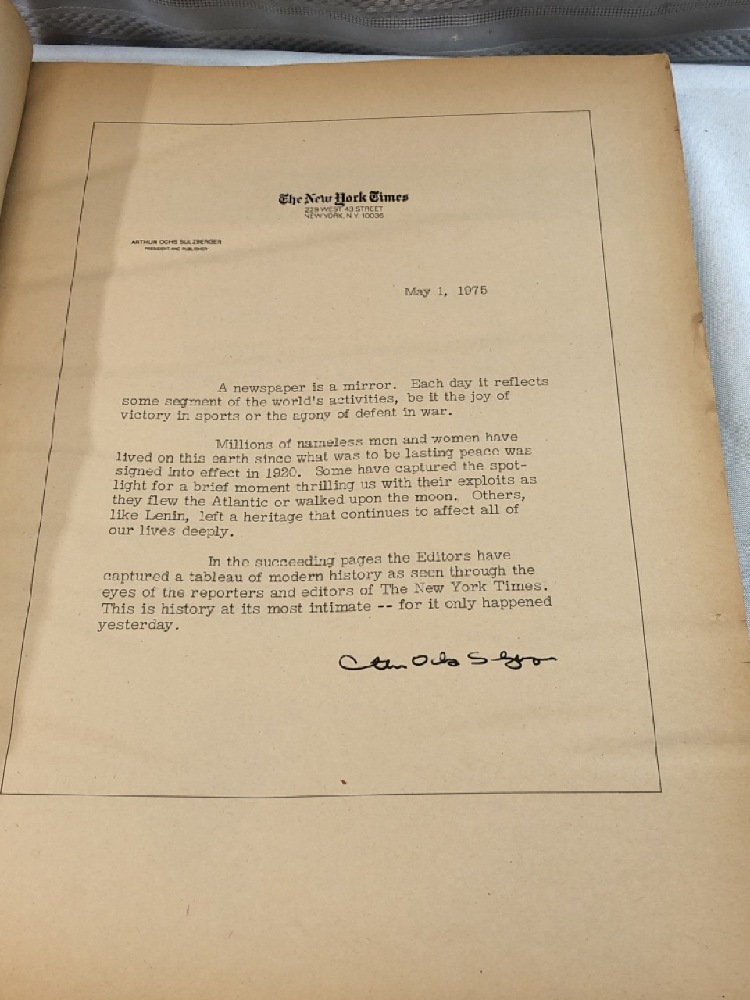 The New York Times
229 WEST 43 STREET
NEW YORK, N.Y. 10036
ARTHUR OCHS SULZBERGER
PRESIDENT AND PUBLISHER
May 1, 1975
A newspaper is a mirror. Each day it reflects
some segment of the world's activities, be it the joy of
victory in sports or the agony of defeat in war.
Millions of nameless men and women have
lived on this earth since what was to be lasting peace was
signed into effect in 1920. Some have captured the spot-
light for a brief moment thrilling us with their exploits as
they flew the Atlantic or walked upon the moon. Others,
like Lenin, left a heritage that continues to affect all of
our lives deeply.
In the succeeding pages the Editors have
captured a tableau of modern history as seen through the
eyes of the reporters and editors of The New York Times.
This is history at its most intimate -- for it only happened
yesterday.